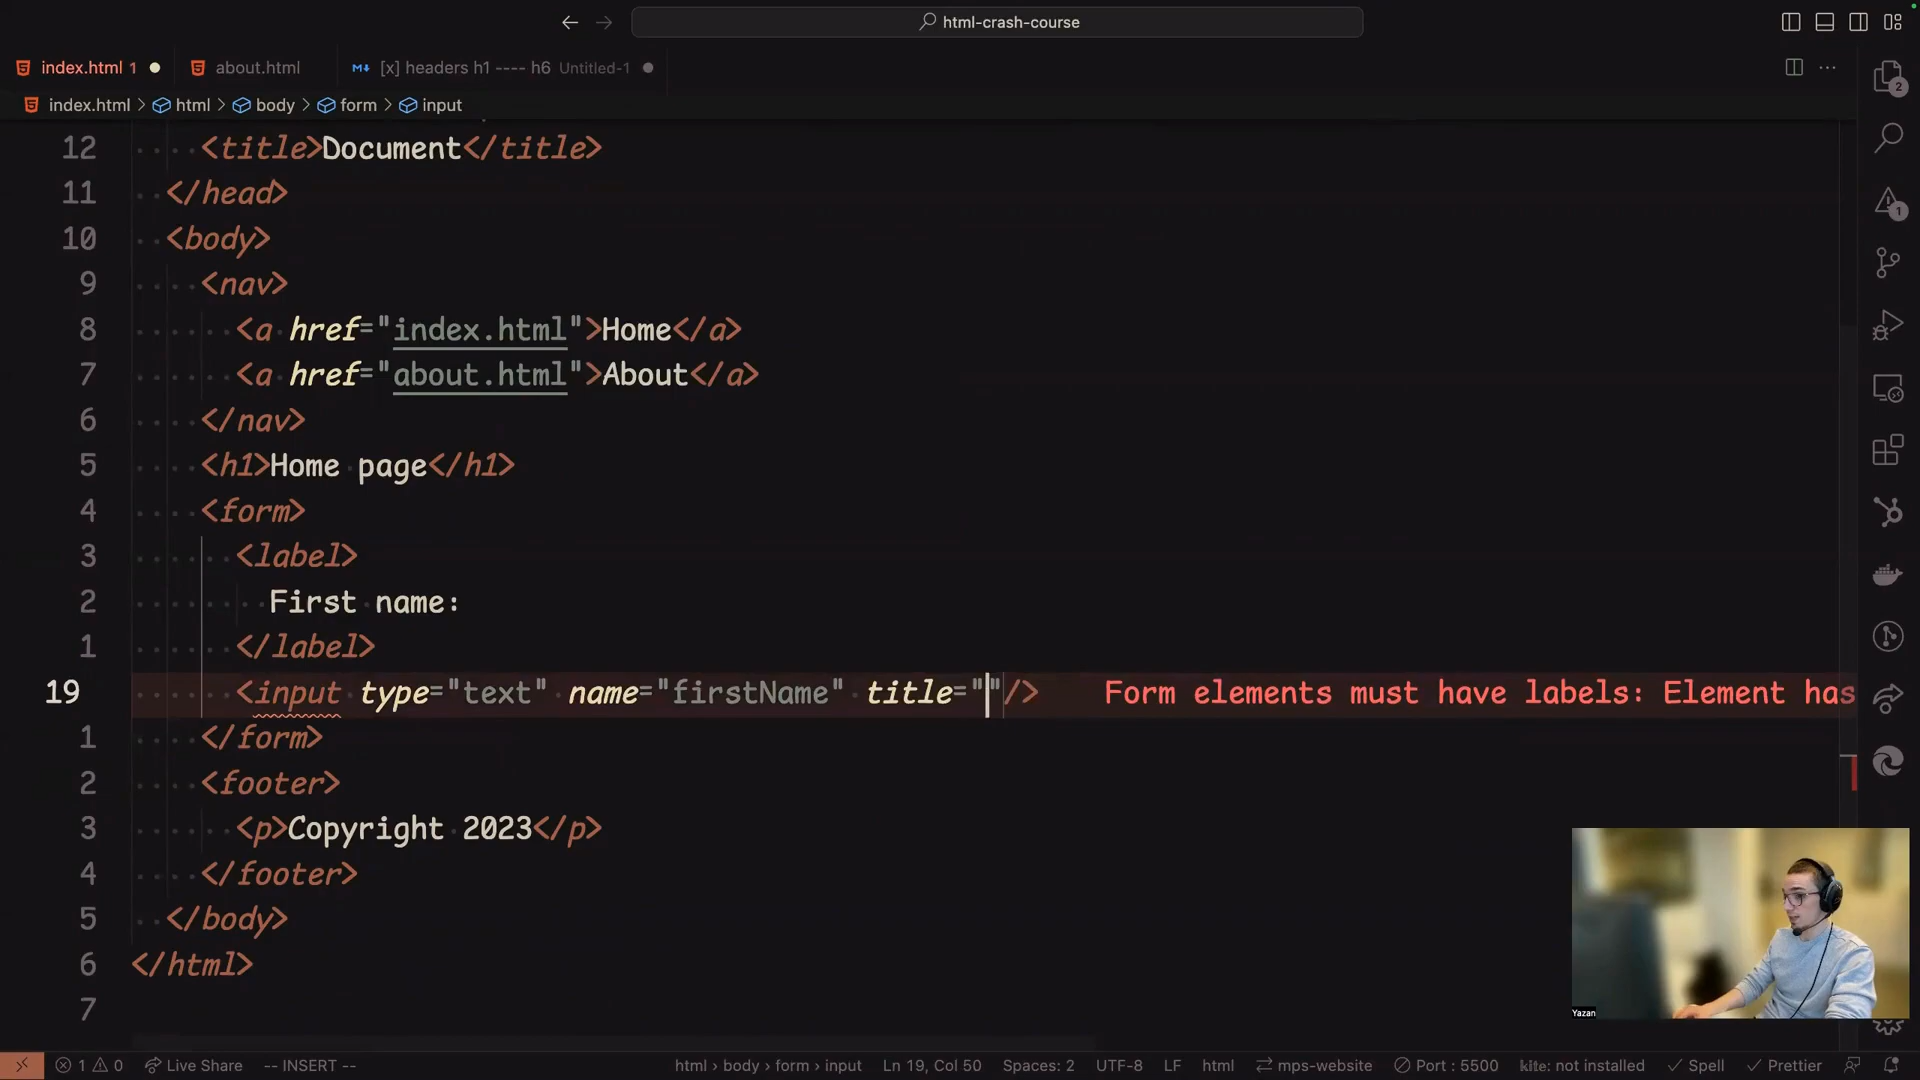 html-crash-course
index.html 1
about.html
[x] headers h1 ---- h6 Untitled-1
index.html > html > body > form > input
12 <title>Document</title>
11 </head>
10 <body>
9 <nav>
8 <a href="index.html">Home</a>
7 <a href="about.html">About</a>
6 </nav>
5 <h1>Home page</h1>
4 <form>
3 <label>
2 First name:
1 </label>
19 <input type="text" name="firstName" title=""/> Form elements must have labels: Element has
1 </form>
2 <footer>
3 <p>Copyright 2023</p>
4 </footer>
5 </body>
6 </html>
7
2
1
Yazan
1 0 Live Share -- INSERT -- html > body > form > input Ln 19, Col 50 Spaces: 2 UTF-8 LF html mps-website Port : 5500 kite: not installed Spell Prettier